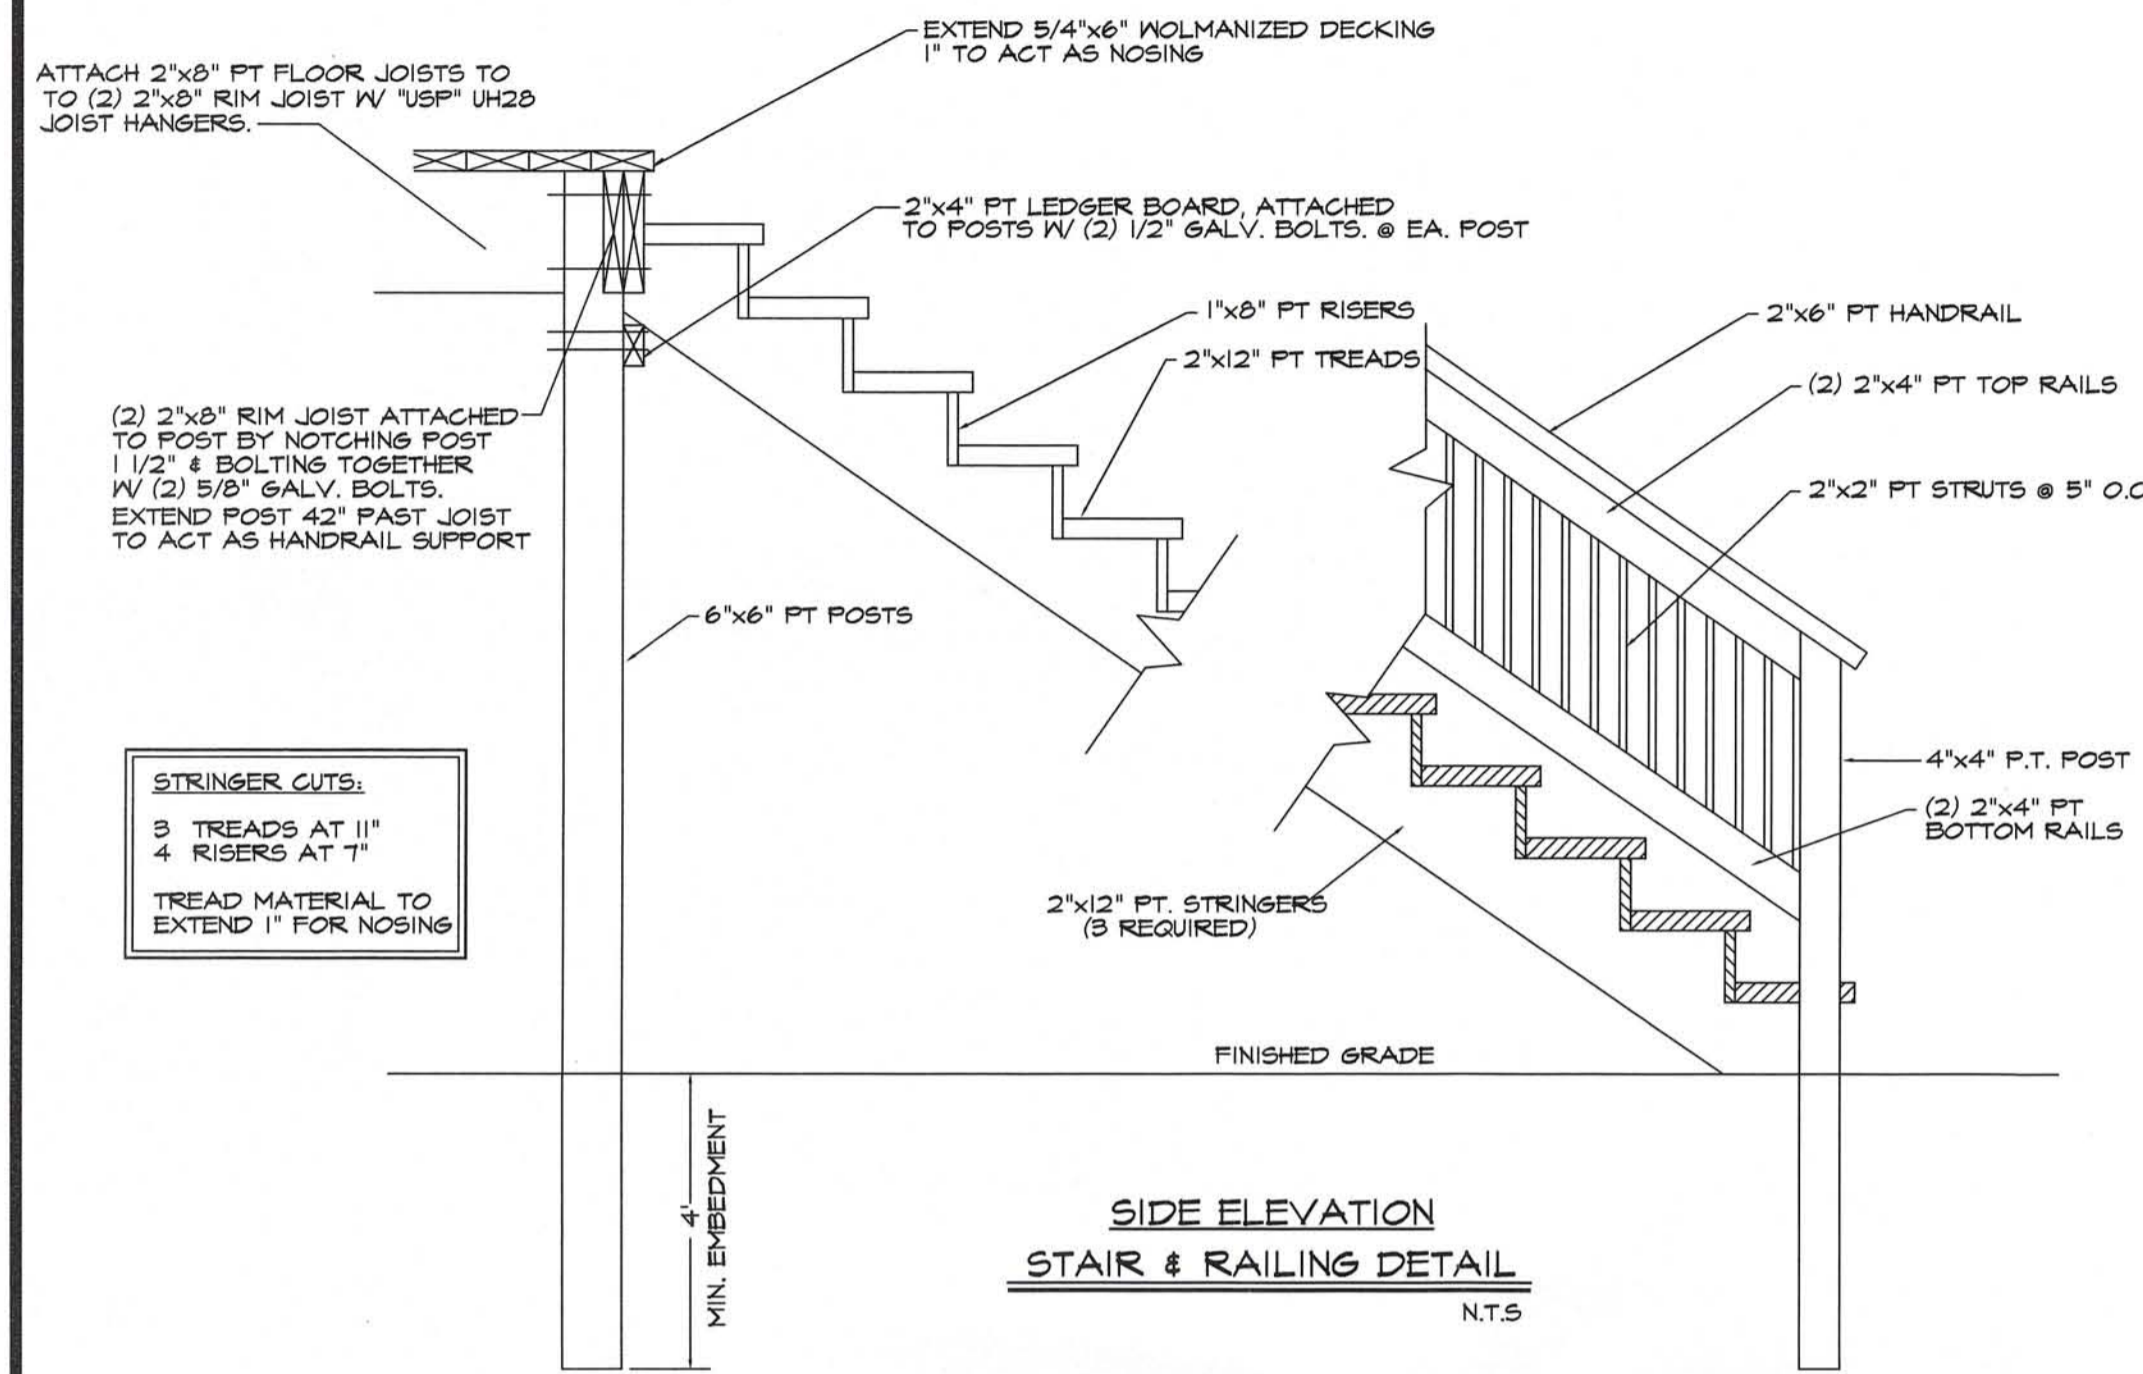 EXTEND 5/4"x6" WOLMANIZED DECKING
1" TO ACT AS NOSING
ATTACH 2"x8" PT FLOOR JOISTS TO
TO (2) 2"x8" RIM JOIST W/ "USP" UH28
JOIST HANGERS.
2"x4" PT LEDGER BOARD, ATTACHED
TO POSTS W/ (2) 1/2" GALV. BOLTS. @ EA. POST
1"x8" PT RISERS
2"x12" PT TREADS
2"x6" PT HANDRAIL
(2) 2"x4" PT TOP RAILS
2"x2" PT STRUTS @ 5" O.C
(2) 2"x8" RIM JOIST ATTACHED
TO POST BY NOTCHING POST
1 1/2" & BOLTING TOGETHER
W/ (2) 5/8" GALV. BOLTS.
EXTEND POST 42" PAST JOIST
TO ACT AS HANDRAIL SUPPORT
6"x6" PT POSTS
STRINGER CUTS:
3 TREADS AT 11"
4 RISERS AT 7"
TREAD MATERIAL TO
EXTEND 1" FOR NOSING
4"x4" P.T. POST
(2) 2"x4" PT
BOTTOM RAILS
2"x12" PT. STRINGERS
(3 REQUIRED)
FINISHED GRADE
4'
MIN. EMBEDMENT
SIDE ELEVATION
STAIR & RAILING DETAIL
N.T.S